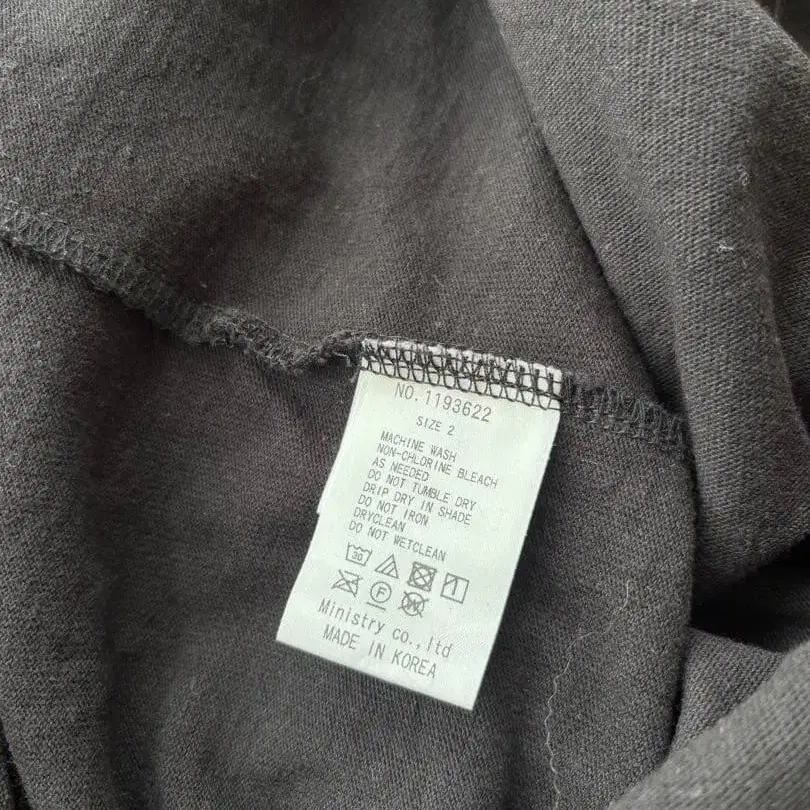 NO.1193622
SIZE 2
MACHINE WASH
NON-CHLORINE BLEACH
AS NEEDED
DO NOT TUMBLE DRY
DRIP DRY IN SHADE
DO NOT IRON
DRYCLEAN
DO NOT WETCLEAN
30
F W
Ministry co.,ltd
MADE IN KOREA